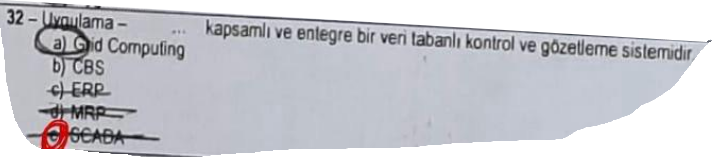 32 – Uygulama – ... kapsamlı ve entegre bir veri tabanlı kontrol ve gözetleme sistemidir
a) Grid Computing
b) CBS
c) ERP
d) MRP
e) SCADA